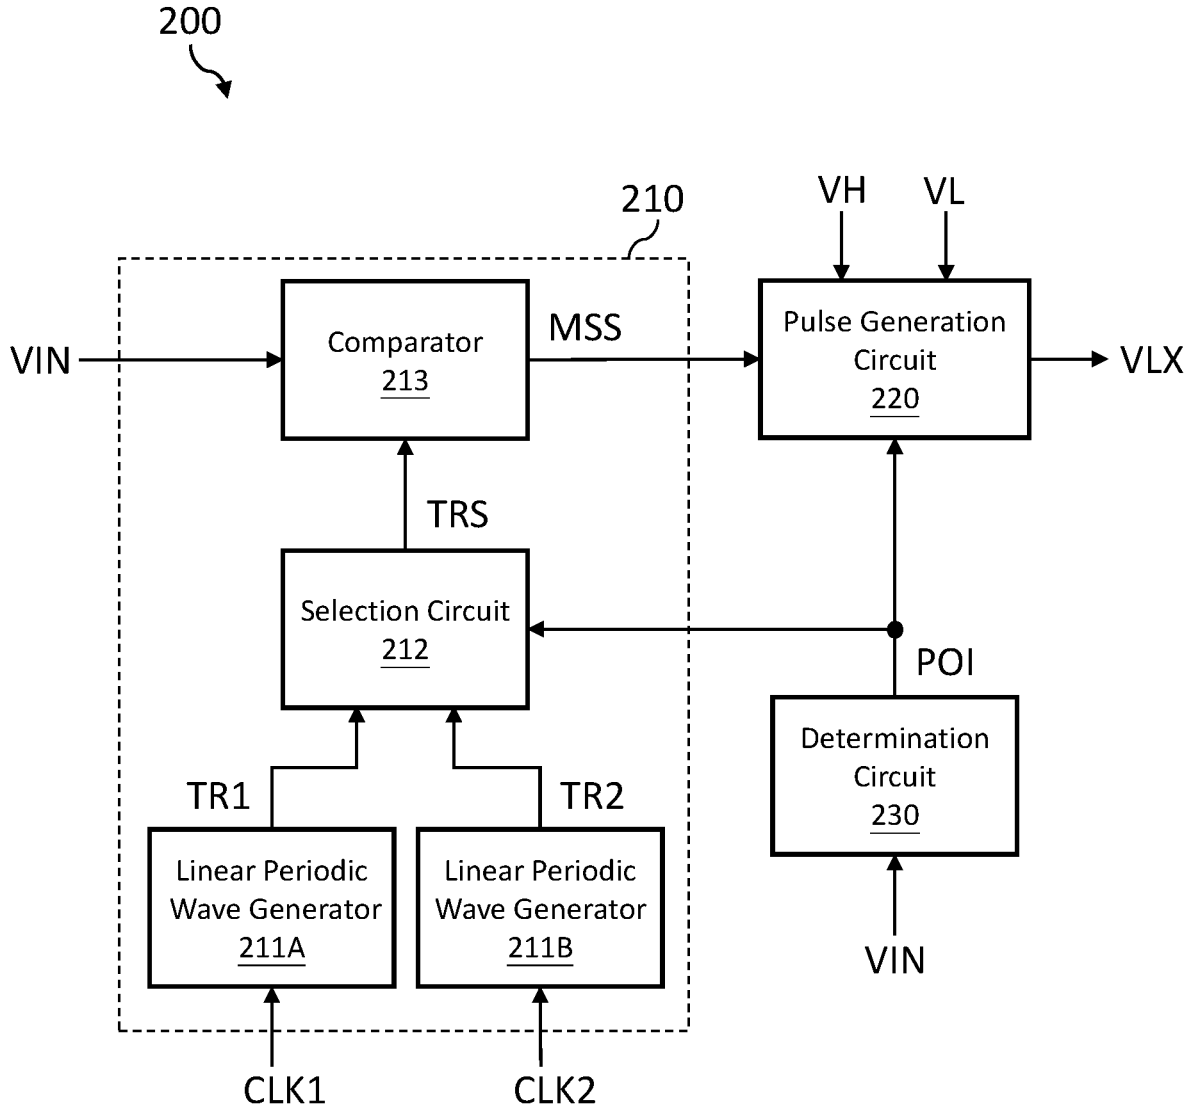 200
210
VH
VL
Comparator
213
MSS
Pulse Generation
Circuit
220
VIN
VLX
TRS
Selection Circuit
212
POI
Determination
Circuit
230
TR1
TR2
Linear Periodic
Wave Generator
211A
Linear Periodic
Wave Generator
211B
VIN
CLK1
CLK2